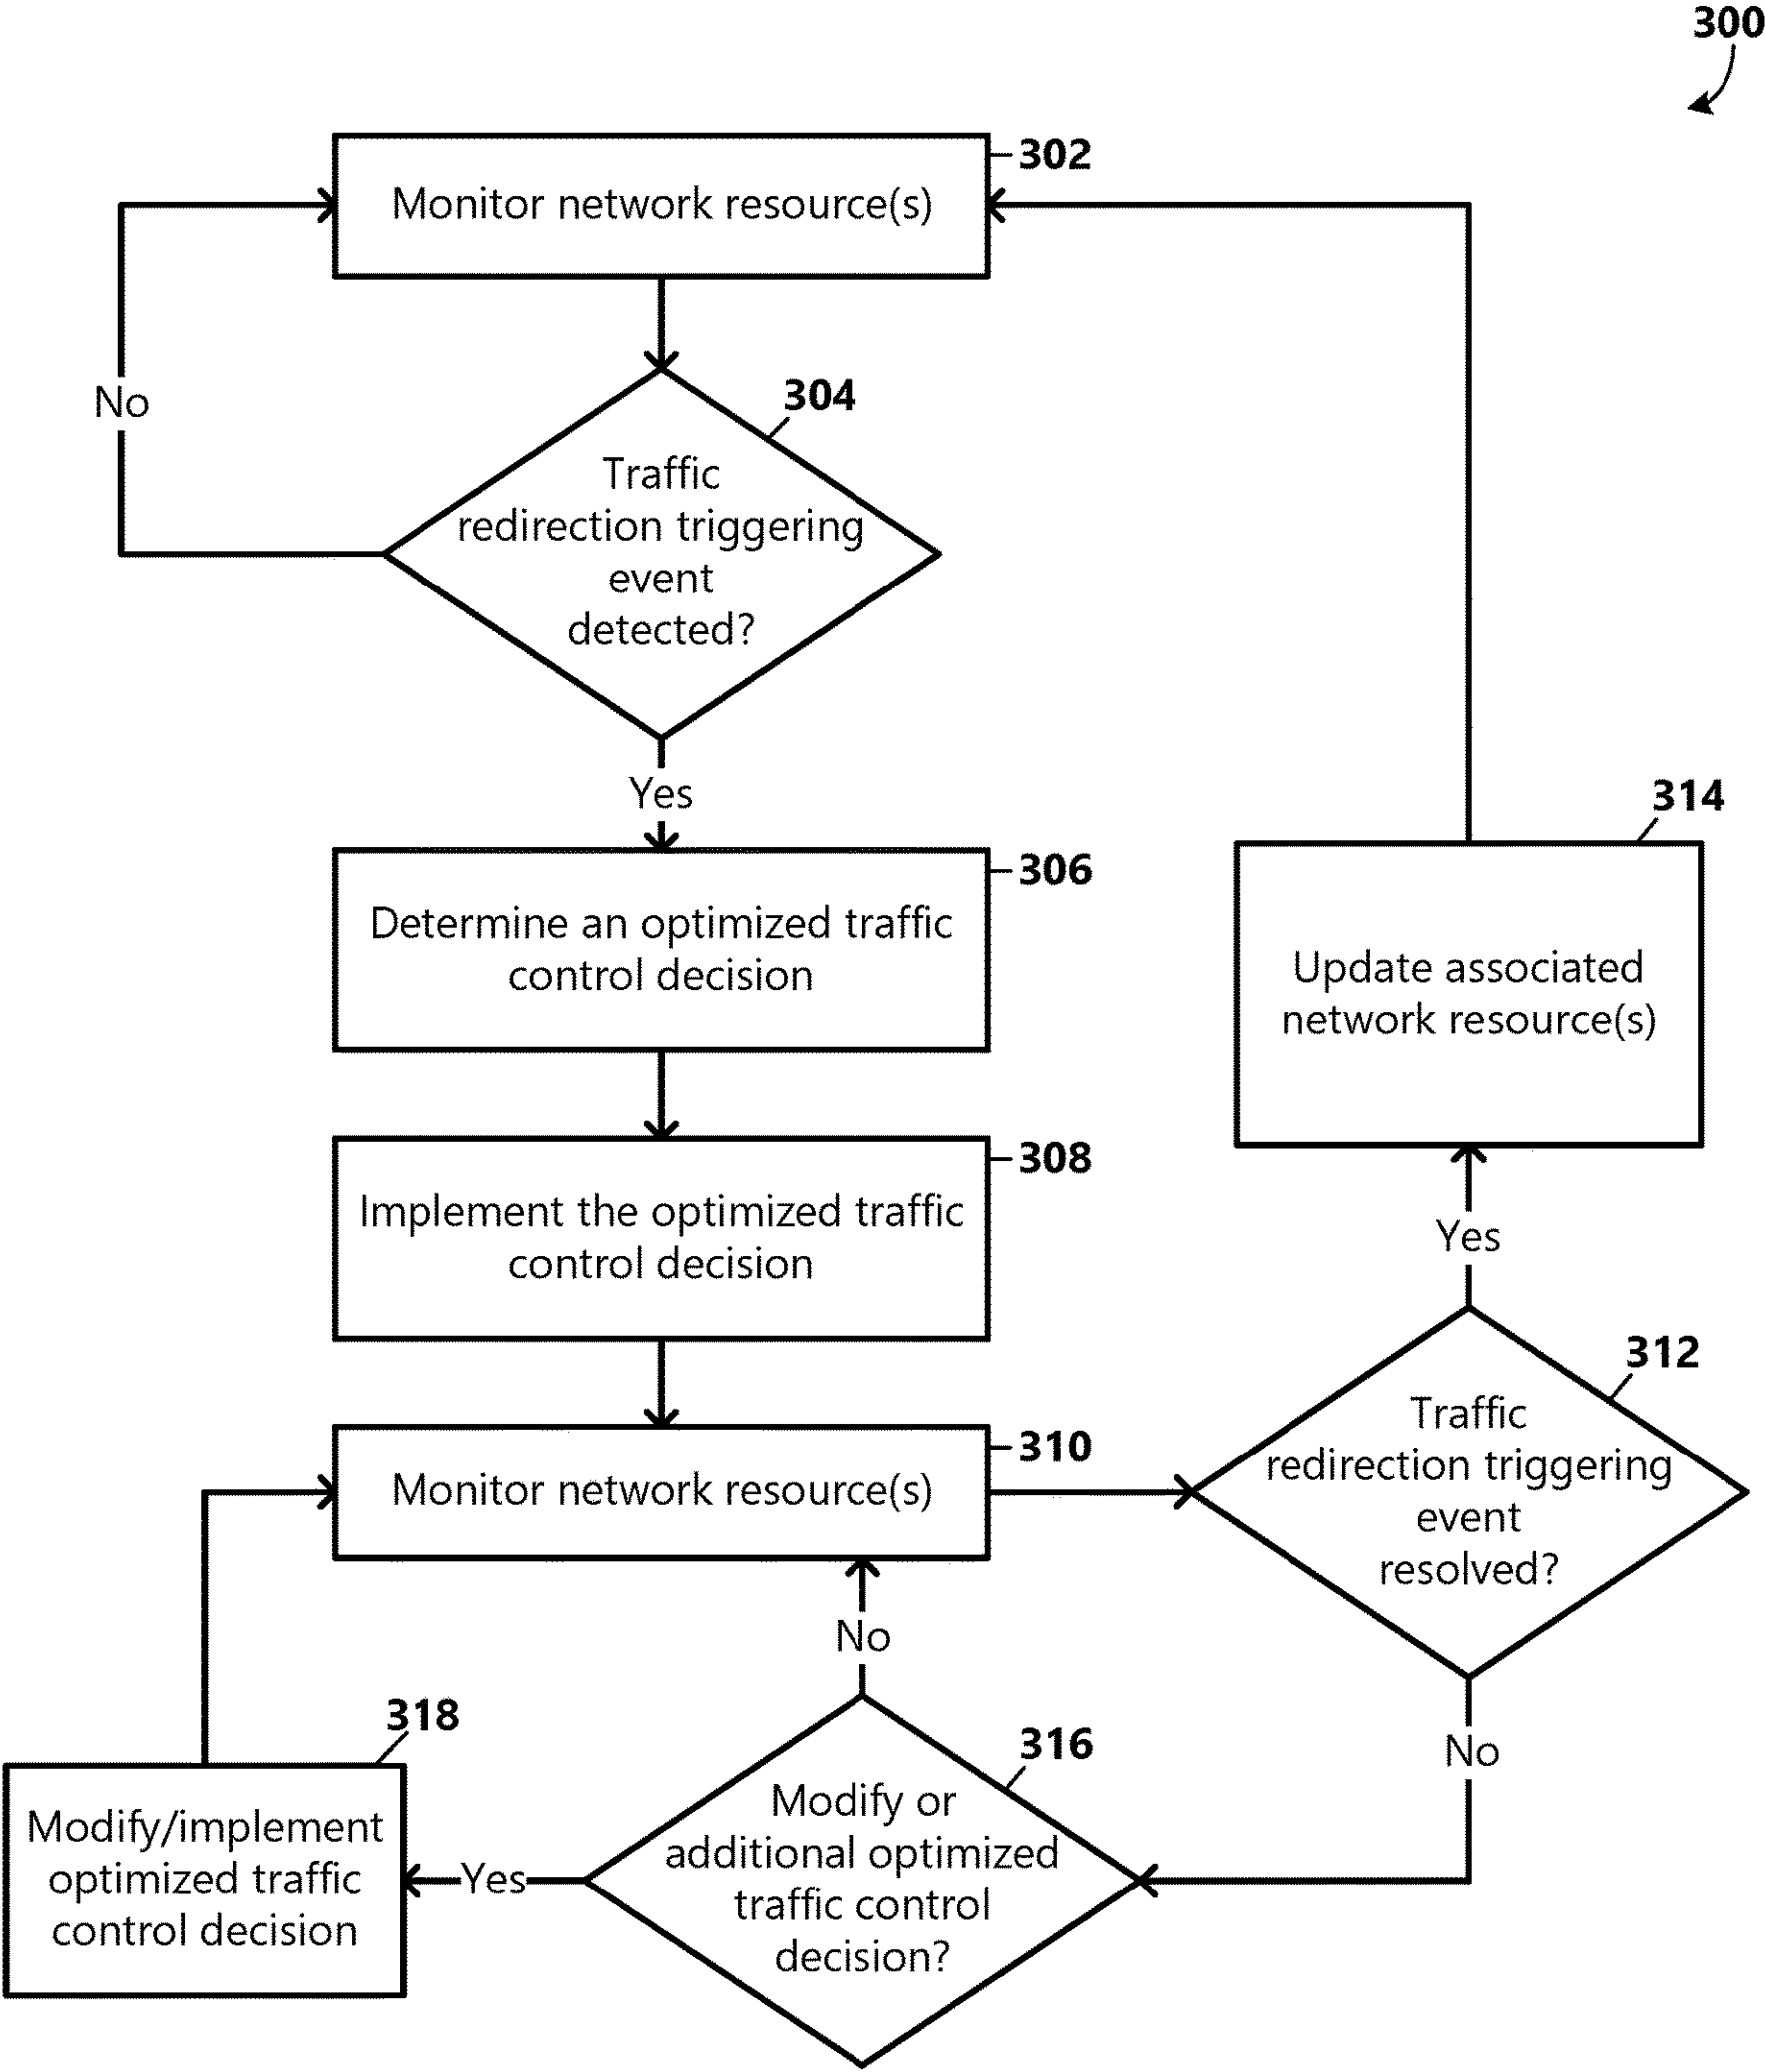 300
302
Monitor network resource(s)
No
304
Traffic
redirection triggering
event
detected?
Yes
306
Determine an optimized traffic
control decision
308
Implement the optimized traffic
control decision
310
Monitor network resource(s)
312
Traffic
redirection triggering
event
resolved?
Yes
314
Update associated
network resource(s)
No
316
Modify or
additional optimized
traffic control
decision?
No
Yes
318
Modify/implement
optimized traffic
control decision